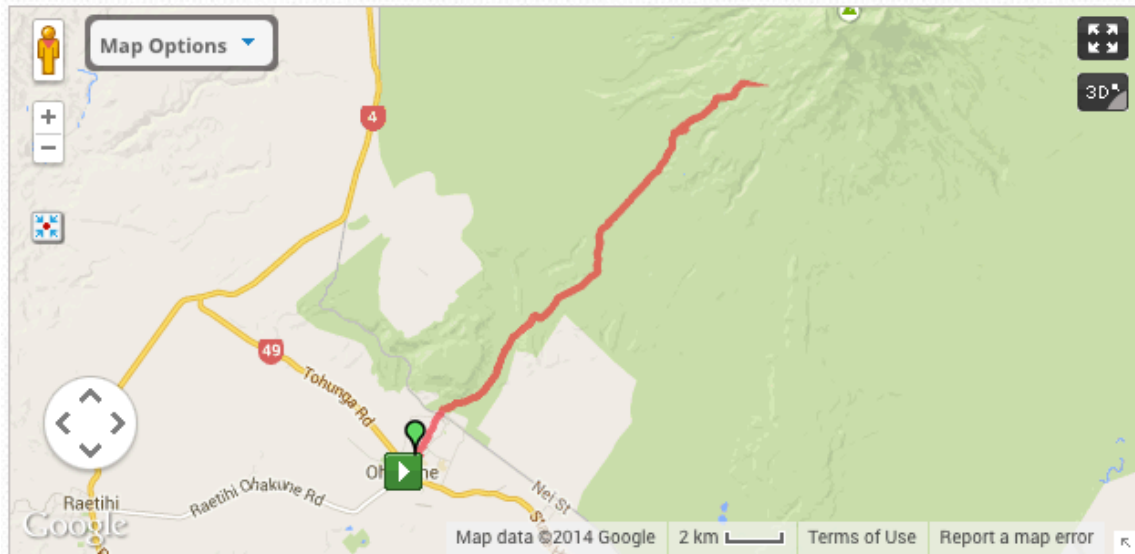 Map Options
4
3D
49
Tohunga Rd
Raetihi Ohakune Rd
Raetihi
Nei St
Google
Map data ©2014 Google
2 km
Terms of Use
Report a map error